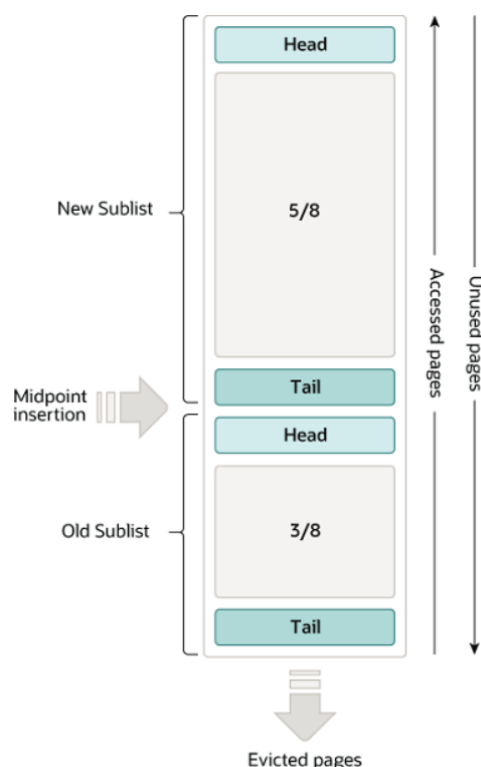 Head
New Sublist
5/8
Accessed pages
Unused pages
Tail
Midpoint
insertion
Head
Old Sublist
3/8
Tail
Evicted pages